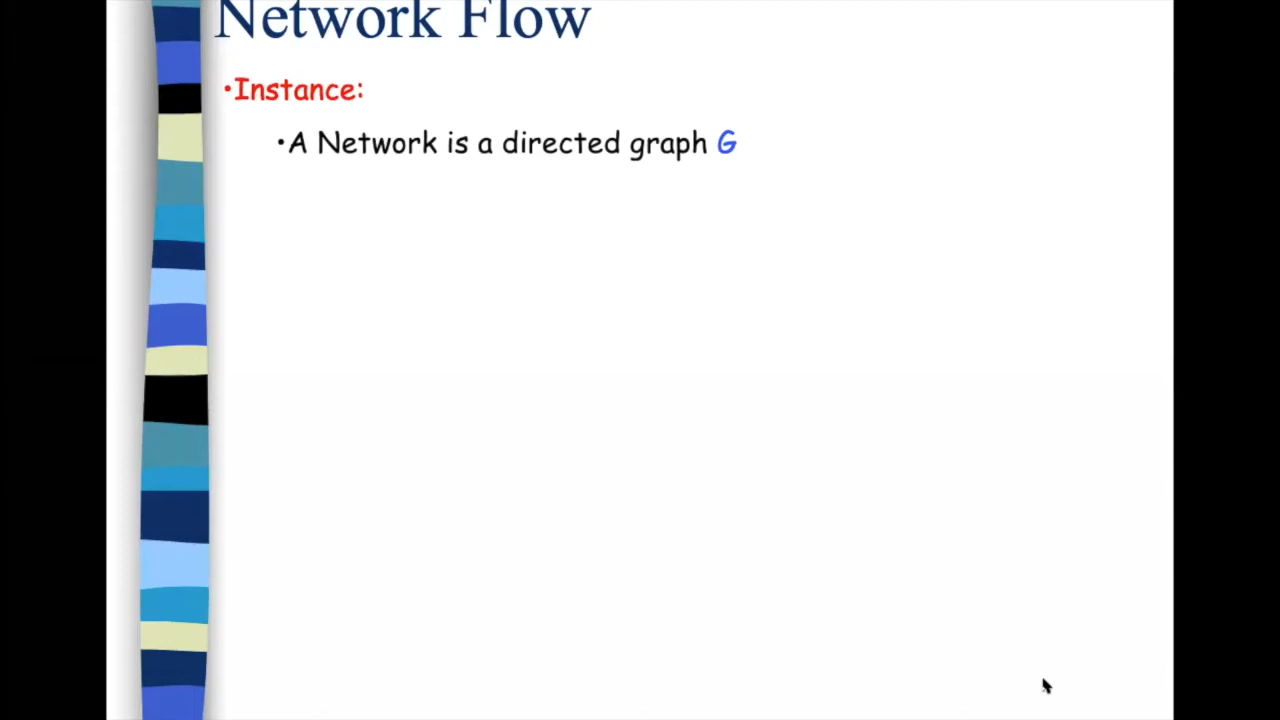 Network Flow
•Instance:
•A Network is a directed graph G